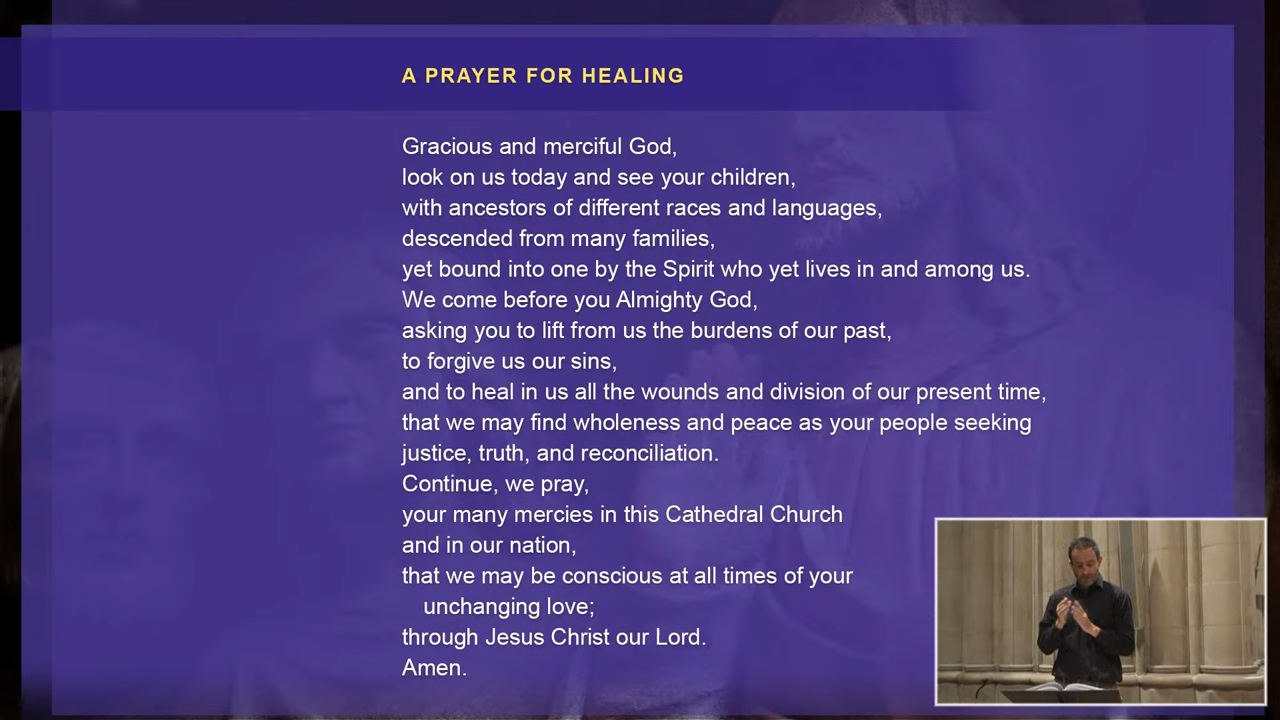 A PRAYER FOR HEALING
Gracious and merciful God,
look on us today and see your children,
with ancestors of different races and languages,
descended from many families,
yet bound into one by the Spirit who yet lives in and among us.
We come before you Almighty God,
asking you to lift from us the burdens of our past,
to forgive us our sins,
and to heal in us all the wounds and division of our present time,
that we may find wholeness and peace as your people seeking
justice, truth, and reconciliation.
Continue, we pray,
your many mercies in this Cathedral Church
and in our nation,
that we may be conscious at all times of your
unchanging love;
through Jesus Christ our Lord.
Amen.